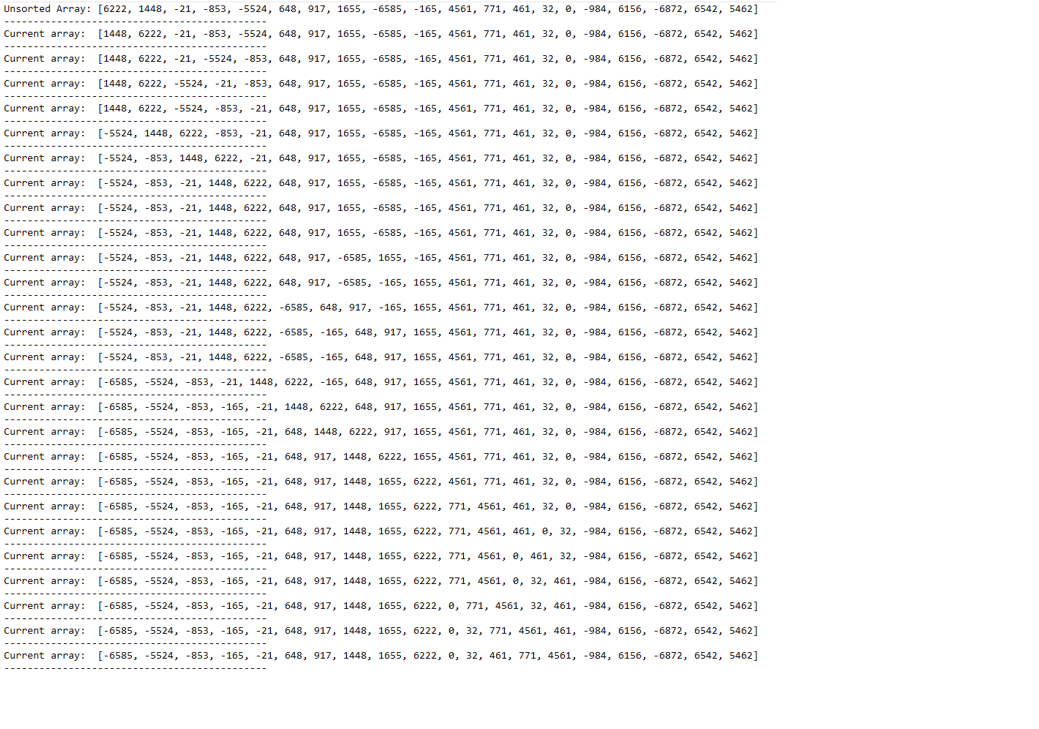 Unsorted Array: [6222, 1448, -21, -853, -5524, 648, 917, 1655, -6585, -165, 4561, 771, 461, 32, 0, -984, 6156, -6872, 6542, 5462]
---------------------------------------------
Current array:  [1448, 6222, -21, -853, -5524, 648, 917, 1655, -6585, -165, 4561, 771, 461, 32, 0, -984, 6156, -6872, 6542, 5462]
---------------------------------------------
Current array:  [1448, 6222, -21, -5524, -853, 648, 917, 1655, -6585, -165, 4561, 771, 461, 32, 0, -984, 6156, -6872, 6542, 5462]
---------------------------------------------
Current array:  [1448, 6222, -5524, -21, -853, 648, 917, 1655, -6585, -165, 4561, 771, 461, 32, 0, -984, 6156, -6872, 6542, 5462]
---------------------------------------------
Current array:  [1448, 6222, -5524, -853, -21, 648, 917, 1655, -6585, -165, 4561, 771, 461, 32, 0, -984, 6156, -6872, 6542, 5462]
---------------------------------------------
Current array:  [-5524, 1448, 6222, -853, -21, 648, 917, 1655, -6585, -165, 4561, 771, 461, 32, 0, -984, 6156, -6872, 6542, 5462]
---------------------------------------------
Current array:  [-5524, -853, 1448, 6222, -21, 648, 917, 1655, -6585, -165, 4561, 771, 461, 32, 0, -984, 6156, -6872, 6542, 5462]
---------------------------------------------
Current array:  [-5524, -853, -21, 1448, 6222, 648, 917, 1655, -6585, -165, 4561, 771, 461, 32, 0, -984, 6156, -6872, 6542, 5462]
---------------------------------------------
Current array:  [-5524, -853, -21, 1448, 6222, 648, 917, 1655, -6585, -165, 4561, 771, 461, 32, 0, -984, 6156, -6872, 6542, 5462]
---------------------------------------------
Current array:  [-5524, -853, -21, 1448, 6222, 648, 917, 1655, -6585, -165, 4561, 771, 461, 32, 0, -984, 6156, -6872, 6542, 5462]
---------------------------------------------
Current array:  [-5524, -853, -21, 1448, 6222, 648, 917, -6585, 1655, -165, 4561, 771, 461, 32, 0, -984, 6156, -6872, 6542, 5462]
---------------------------------------------
Current array:  [-5524, -853, -21, 1448, 6222, 648, 917, -6585, -165, 1655, 4561, 771, 461, 32, 0, -984, 6156, -6872, 6542, 5462]
---------------------------------------------
Current array:  [-5524, -853, -21, 1448, 6222, -6585, 648, 917, -165, 1655, 4561, 771, 461, 32, 0, -984, 6156, -6872, 6542, 5462]
---------------------------------------------
Current array:  [-5524, -853, -21, 1448, 6222, -6585, -165, 648, 917, 1655, 4561, 771, 461, 32, 0, -984, 6156, -6872, 6542, 5462]
---------------------------------------------
Current array:  [-5524, -853, -21, 1448, 6222, -6585, -165, 648, 917, 1655, 4561, 771, 461, 32, 0, -984, 6156, -6872, 6542, 5462]
---------------------------------------------
Current array:  [-6585, -5524, -853, -21, 1448, 6222, -165, 648, 917, 1655, 4561, 771, 461, 32, 0, -984, 6156, -6872, 6542, 5462]
---------------------------------------------
Current array:  [-6585, -5524, -853, -165, -21, 1448, 6222, 648, 917, 1655, 4561, 771, 461, 32, 0, -984, 6156, -6872, 6542, 5462]
---------------------------------------------
Current array:  [-6585, -5524, -853, -165, -21, 648, 1448, 6222, 917, 1655, 4561, 771, 461, 32, 0, -984, 6156, -6872, 6542, 5462]
---------------------------------------------
Current array:  [-6585, -5524, -853, -165, -21, 648, 917, 1448, 6222, 1655, 4561, 771, 461, 32, 0, -984, 6156, -6872, 6542, 5462]
---------------------------------------------
Current array:  [-6585, -5524, -853, -165, -21, 648, 917, 1448, 1655, 6222, 4561, 771, 461, 32, 0, -984, 6156, -6872, 6542, 5462]
---------------------------------------------
Current array:  [-6585, -5524, -853, -165, -21, 648, 917, 1448, 1655, 6222, 771, 4561, 461, 32, 0, -984, 6156, -6872, 6542, 5462]
---------------------------------------------
Current array:  [-6585, -5524, -853, -165, -21, 648, 917, 1448, 1655, 6222, 771, 4561, 461, 0, 32, -984, 6156, -6872, 6542, 5462]
---------------------------------------------
Current array:  [-6585, -5524, -853, -165, -21, 648, 917, 1448, 1655, 6222, 771, 4561, 0, 461, 32, -984, 6156, -6872, 6542, 5462]
---------------------------------------------
Current array:  [-6585, -5524, -853, -165, -21, 648, 917, 1448, 1655, 6222, 771, 4561, 0, 32, 461, -984, 6156, -6872, 6542, 5462]
---------------------------------------------
Current array:  [-6585, -5524, -853, -165, -21, 648, 917, 1448, 1655, 6222, 0, 771, 4561, 32, 461, -984, 6156, -6872, 6542, 5462]
---------------------------------------------
Current array:  [-6585, -5524, -853, -165, -21, 648, 917, 1448, 1655, 6222, 0, 32, 771, 4561, 461, -984, 6156, -6872, 6542, 5462]
---------------------------------------------
Current array:  [-6585, -5524, -853, -165, -21, 648, 917, 1448, 1655, 6222, 0, 32, 461, 771, 4561, -984, 6156, -6872, 6542, 5462]
---------------------------------------------